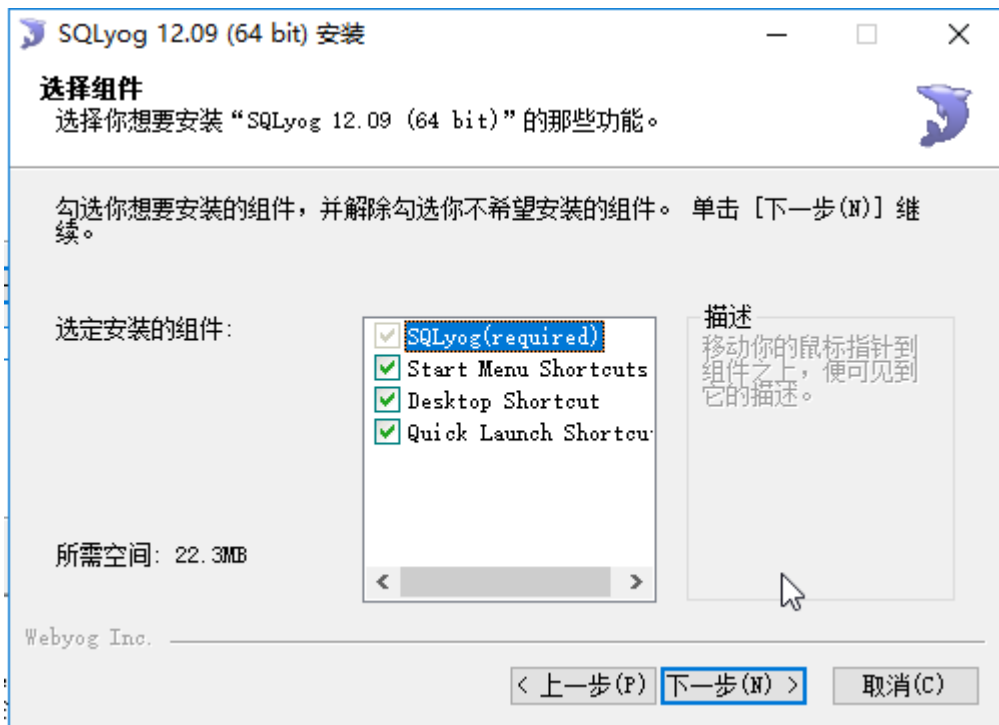 SQLyog 12.09 (64 bit) 安装
选择组件
选择你想要安装“SQLyog 12.09 (64 bit)”的那些功能。
勾选你想要安装的组件，并解除勾选你不希望安装的组件。 单击 [下一步(N)] 继
续。
选定安装的组件:
SQLyog(required)
Start Menu Shortcuts
Desktop Shortcut
Quick Launch Shortcu
描述
移动你的鼠标指针到
组件之上，便可见到
它的描述。
所需空间: 22.3MB
Webyog Inc.
< 上一步(P)
下一步(N) >
取消(C)